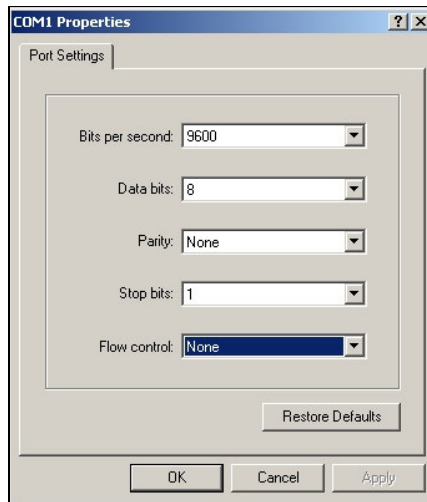 COM1 Properties
Port Settings
Bits per second: 9600
Data bits: 8
Parity: None
Stop bits: 1
Flow control: None
Restore Defaults
OK Cancel Apply